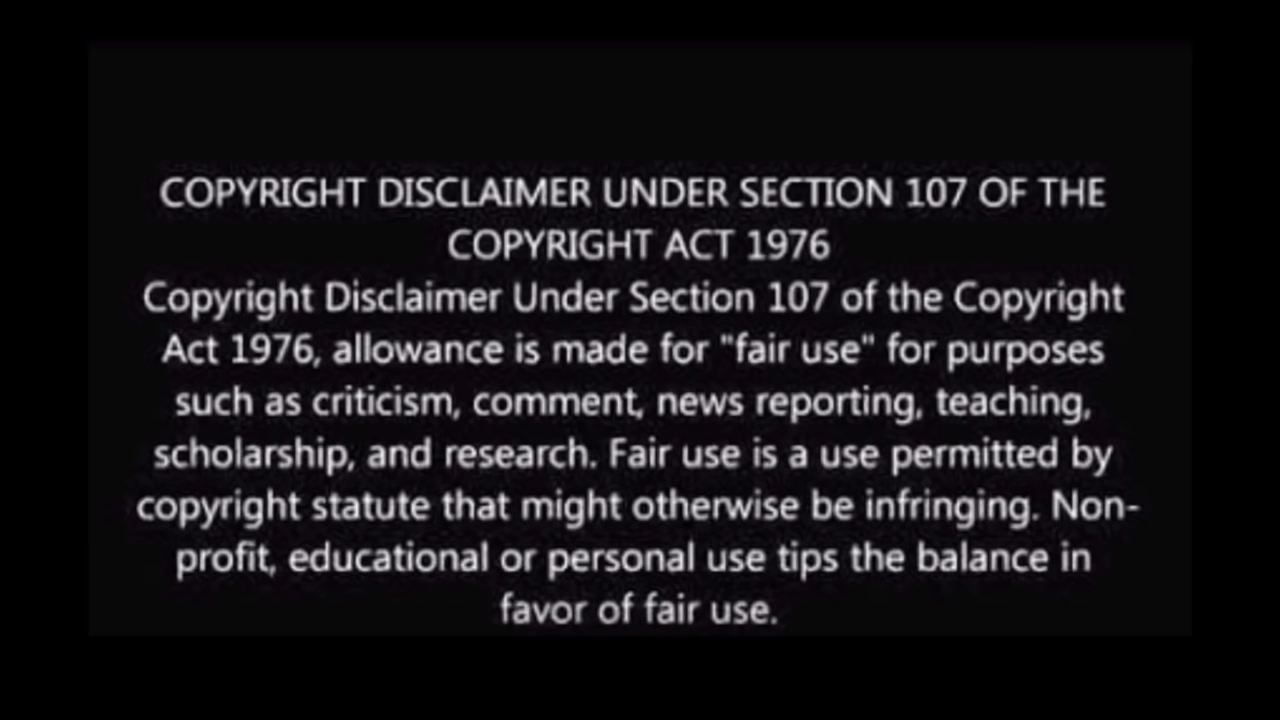 COPYRIGHT DISCLAIMER UNDER SECTION 107 OF THE
COPYRIGHT ACT 1976
Copyright Disclaimer Under Section 107 of the Copyright
Act 1976, allowance is made for "fair use" for purposes
such as criticism, comment, news reporting, teaching,
scholarship, and research. Fair use is a use permitted by
copyright statute that might otherwise be infringing. Non-
profit, educational or personal use tips the balance in
favor of fair use.